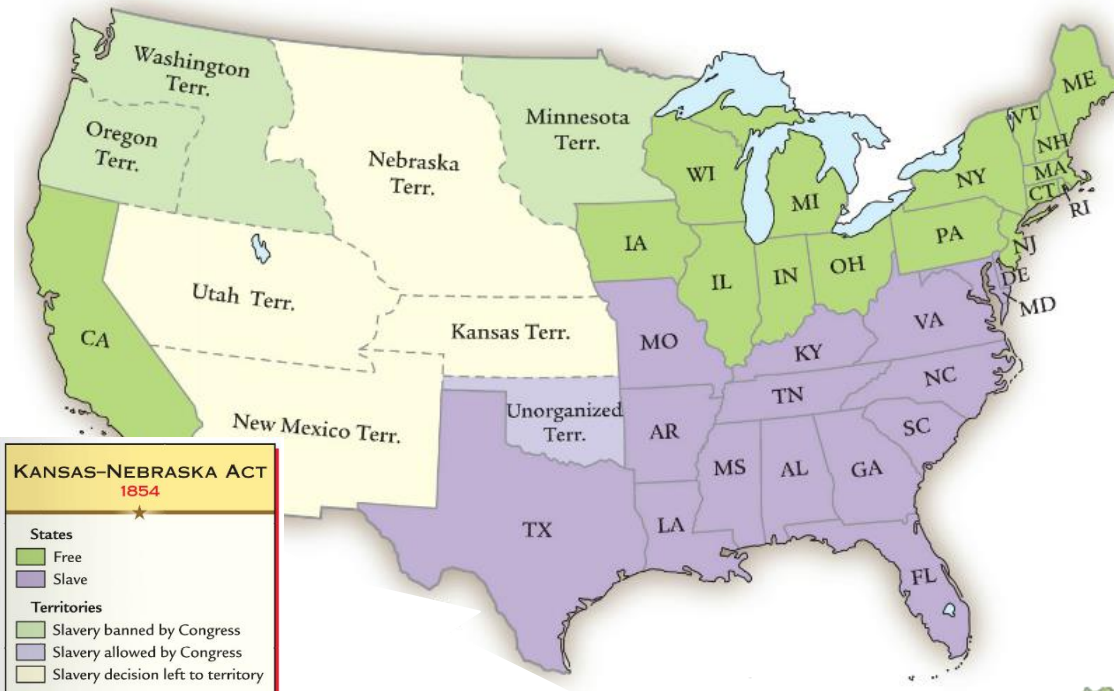 Washington
Terr.
Oregon
Terr.
Nebraska
Terr.
Minnesota
Terr.
Utah Terr.
Kansas Terr.
New Mexico Terr.
Unorganized
Terr.
CA
TX
WI
MI
IA
IL
IN
OH
MO
KY
TN
AR
LA
MS
AL
GA
FL
SC
NC
VA
PA
NY
VT
NH
ME
MA
CT
RI
NJ
DE
MD
KANSAS–NEBRASKA ACT
1854
States
Free
Slave
Territories
Slavery banned by Congress
Slavery allowed by Congress
Slavery decision left to territory